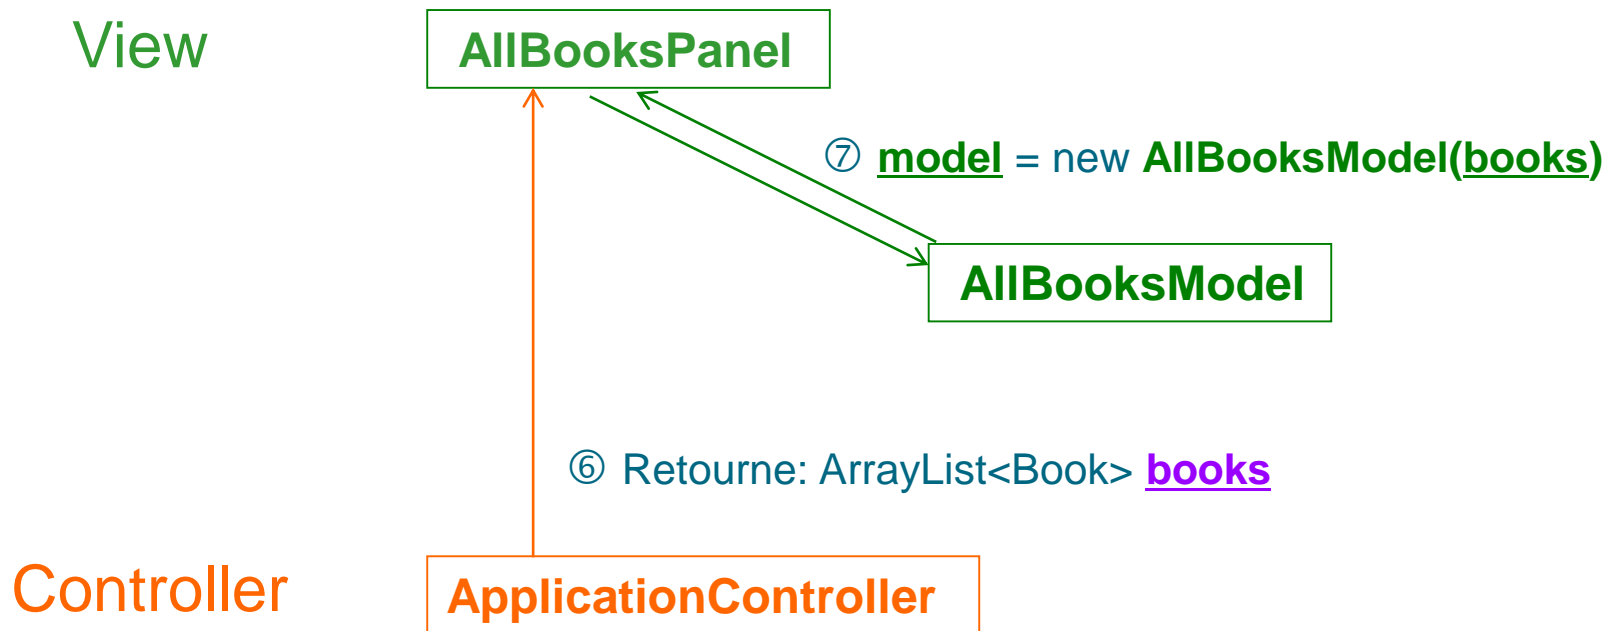 View
AllBooksPanel
⑦ model = new AllBooksModel(books)
AllBooksModel
⑥ Retourne: ArrayList<Book> books
Controller
ApplicationController